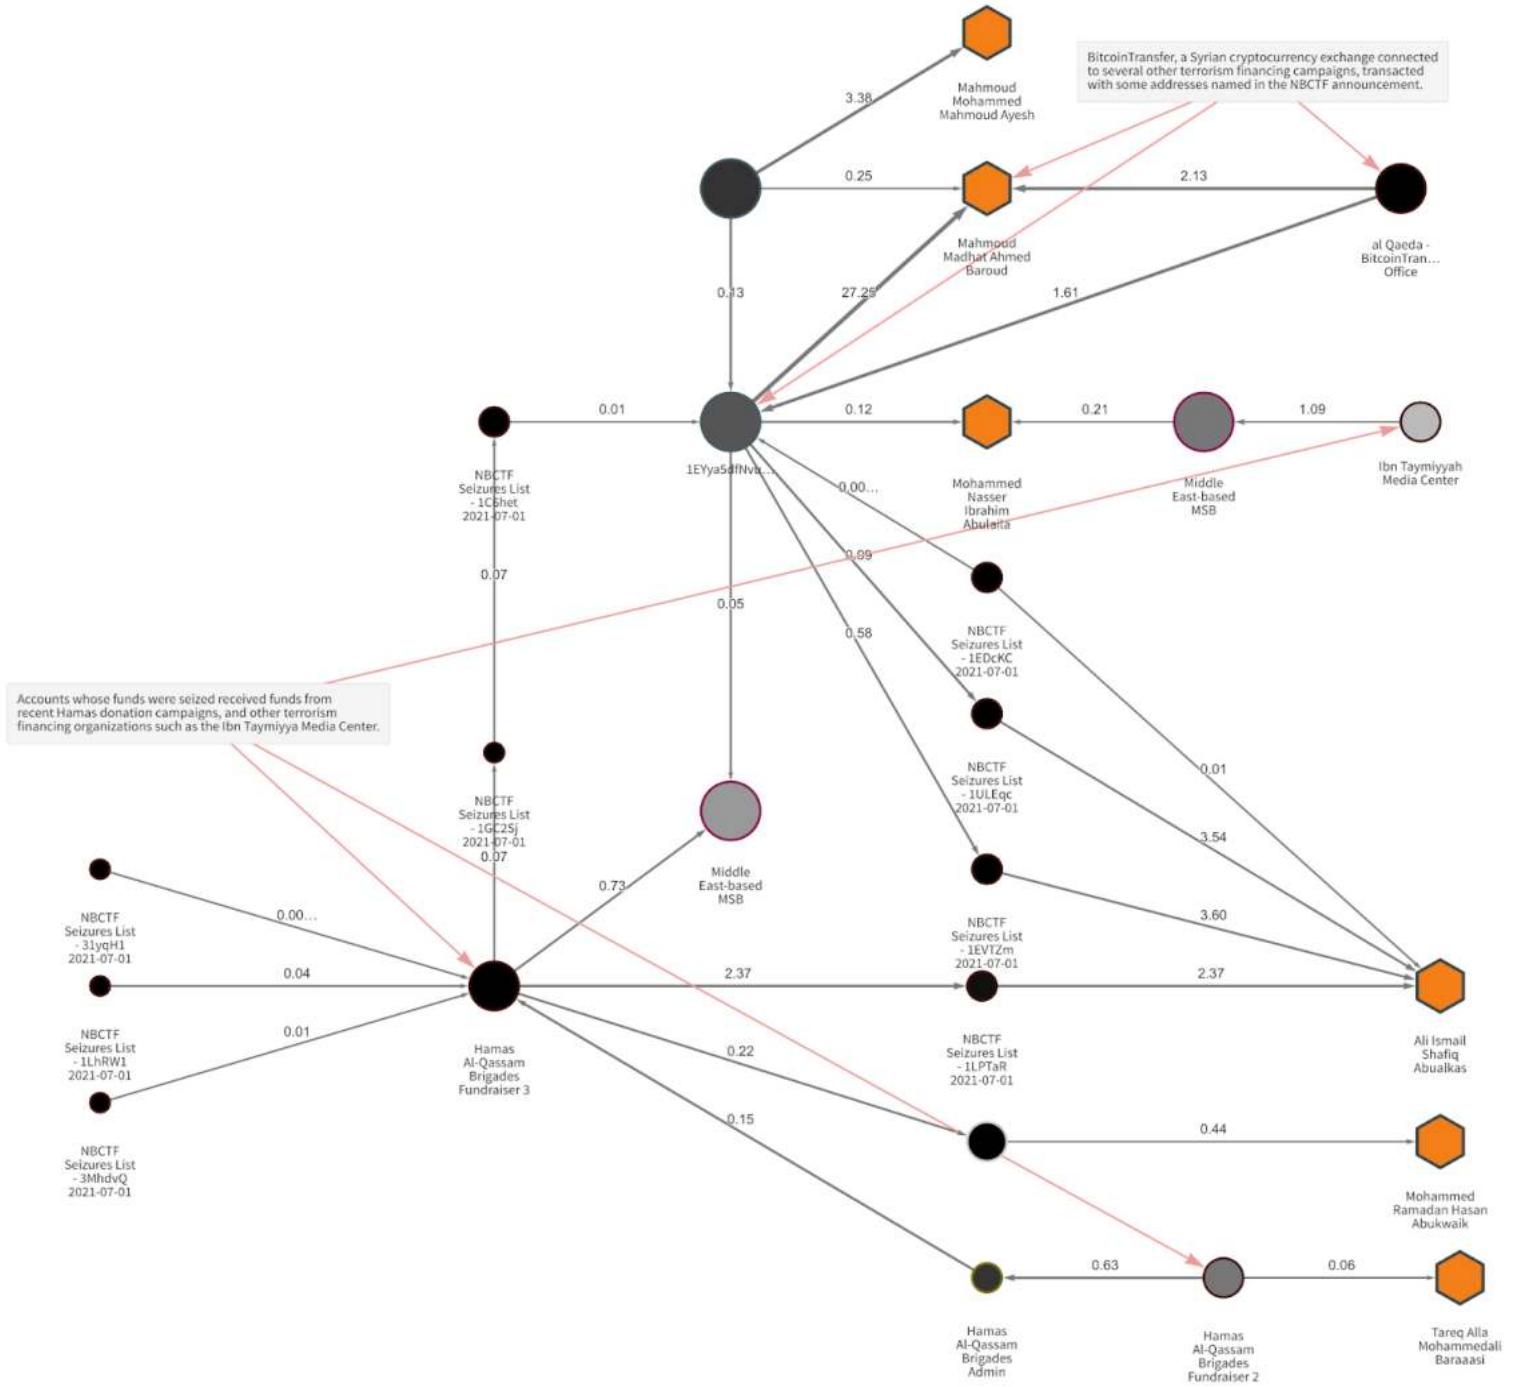 Mahmoud
Mohammed
Mahmoud Ayesh
BitcoinTransfer, a Syrian cryptocurrency exchange connected
to several other terrorism financing campaigns, transacted
with some addresses named in the NBCTF announcement.
3.38
0.25
2.13
Mahmoud
Madhat Ahmed
Baroud
al Qaeda -
BitcoinTran...
Office
0.13
27.25
1.61
0.01
0.12
0.21
1.09
NBCTF
Seizures List
- 1C6het
2021-07-01
1EYya5dfNvu...
Mohammed
Nasser
Ibrahim
Abulaila
Middle
East-based
MSB
Ibn Taymiyyah
Media Center
0.00...
0.07
0.99
0.05
0.58
NBCTF
Seizures List
- 1EDcKC
2021-07-01
Accounts whose funds were seized received funds from
recent Hamas donation campaigns, and other terrorism
financing organizations such as the Ibn Taymiyya Media Center.
NBCTF
Seizures List
- 1ULEqc
2021-07-01
0.01
NBCTF
Seizures List
- 1GC2Sj
2021-07-01
0.07
3.54
Middle
East-based
MSB
0.73
NBCTF
Seizures List
- 31yqH1
2021-07-01
0.00...
NBCTF
Seizures List
- 1EVTZm
2021-07-01
3.60
0.04
2.37
2.37
NBCTF
Seizures List
- 1LhRW1
2021-07-01
0.01
Hamas
Al-Qassam
Brigades
Fundraiser 3
0.22
NBCTF
Seizures List
- 1LPTaR
2021-07-01
Ali Ismail
Shafiq
Abualkas
0.15
0.44
NBCTF
Seizures List
- 3MhdvQ
2021-07-01
Mohammed
Ramadan Hasan
Abukwaik
0.63
0.06
Hamas
Al-Qassam
Brigades
Admin
Hamas
Al-Qassam
Brigades
Fundraiser 2
Tareq Alla
Mohammedali
Baraaasi